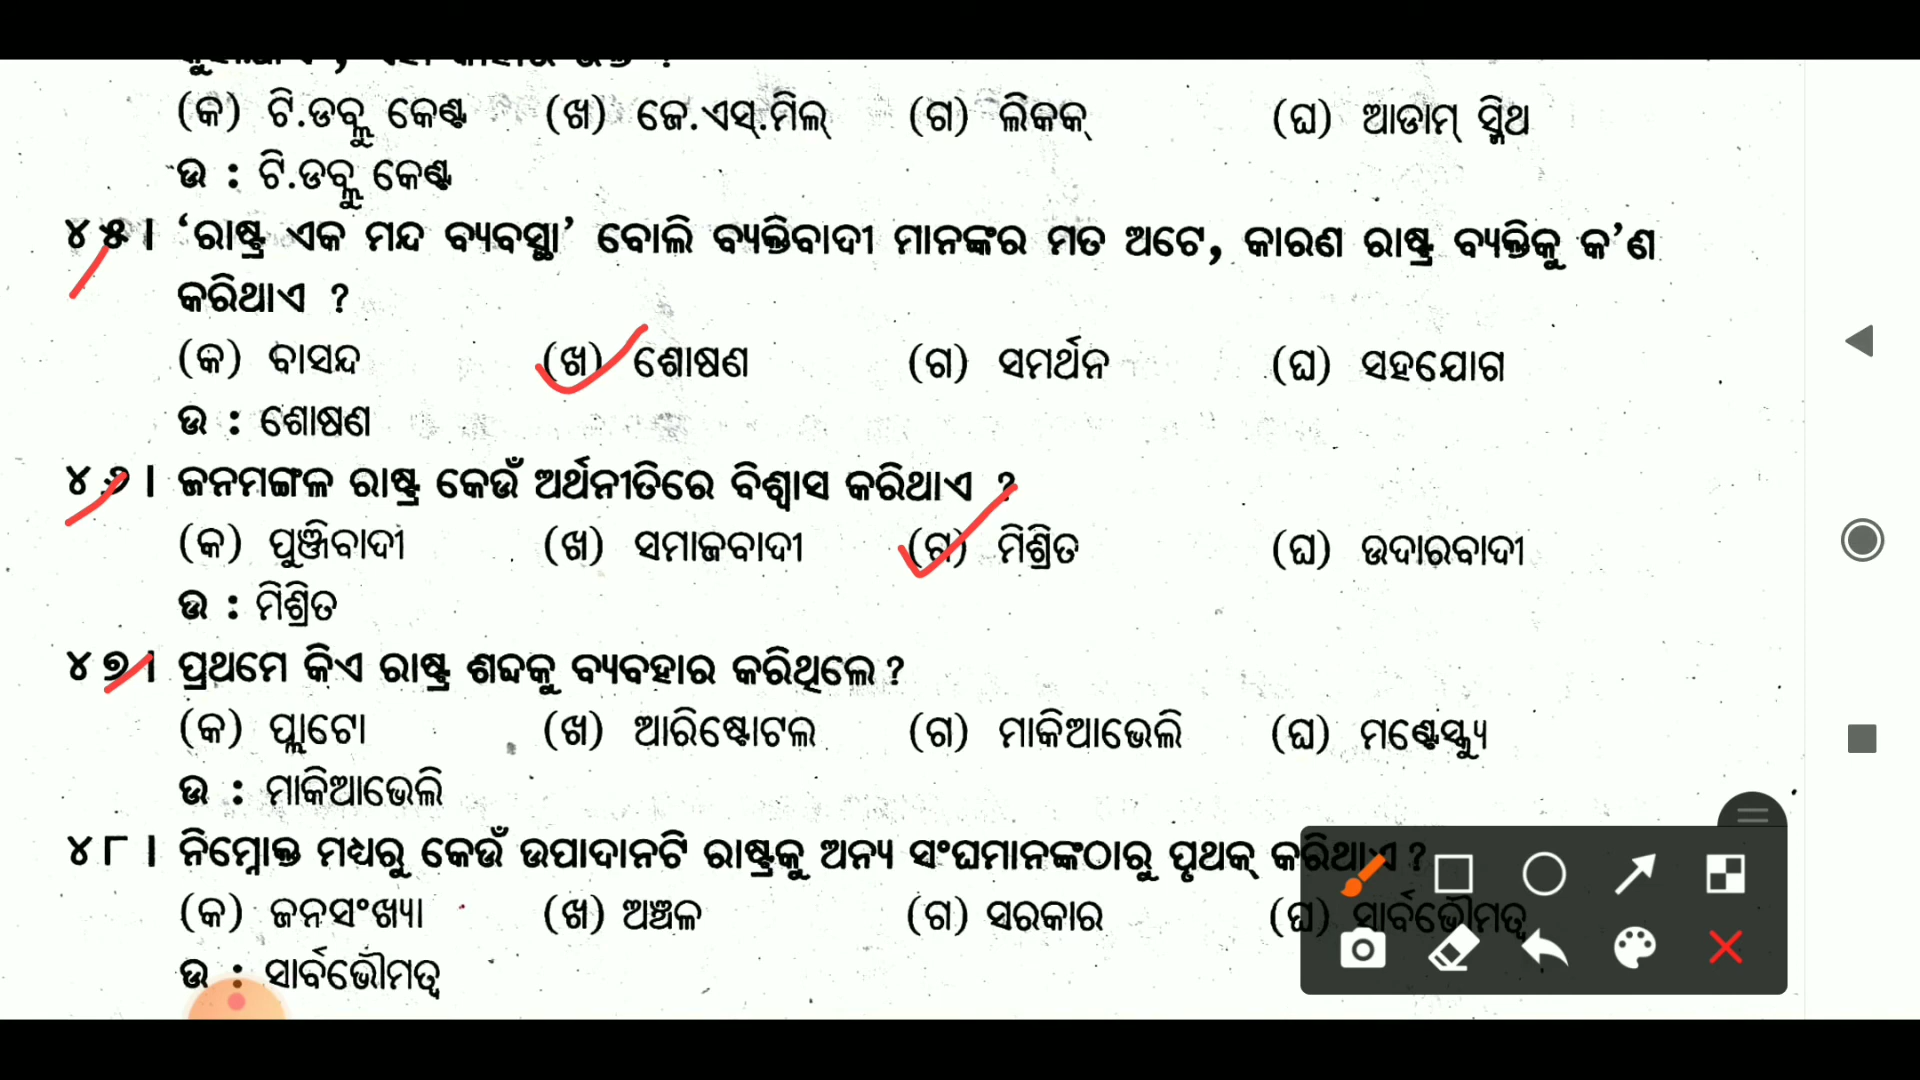 (କ) ଟି.ଡବ୍ଲୁ କେଣ୍ଟ (ଖ) ଜେ.ଏସ୍.ମିଲ୍ (ଗ) ଲିକକ୍ (ଘ) ଆଡାମ୍ ସ୍ମିଥ
ଉ : ଟି.ଡବ୍ଲୁ କେଣ୍ଟ
୪୫। ‘ରାଷ୍ଟ୍ର ଏକ ମନ୍ଦ ବ୍ୟବସ୍ଥା’ ବୋଲି ବ୍ୟକ୍ତିବାଦୀ ମାନଙ୍କର ମତ ଅଟେ, କାରଣ ରାଷ୍ଟ୍ର ବ୍ୟକ୍ତିକୁ କ’ଣ
କରିଥାଏ ?
(କ) ବାସନ୍ଦ (ଖ) ଶୋଷଣ (ଗ) ସମର୍ଥନ (ଘ) ସହଯୋଗ
ଉ : ଶୋଷଣ
୪୬। ଜନମଙ୍ଗଳ ରାଷ୍ଟ୍ର କେଉଁ ଅର୍ଥନୀତିରେ ବିଶ୍ୱାସ କରିଥାଏ ?
(କ) ପୁଞ୍ଜିବାଦୀ (ଖ) ସମାଜବାଦୀ (ଗ) ମିଶ୍ରିତ (ଘ) ଉଦାରବାଦୀ
ଉ : ମିଶ୍ରିତ
୪୭। ପ୍ରଥମେ କିଏ ରାଷ୍ଟ୍ର ଶବ୍ଦକୁ ବ୍ୟବହାର କରିଥିଲେ ?
(କ) ପ୍ଲାଟୋ (ଖ) ଆରିଷ୍ଟୋଟଲ (ଗ) ମାକିଆଭେଲି (ଘ) ମଣ୍ଟେସ୍କ୍ୟୁ
ଉ : ମାକିଆଭେଲି
୪୮। ନିମ୍ନୋକ୍ତ ମଧ୍ୟରୁ କେଉଁ ଉପାଦାନଟି ରାଷ୍ଟ୍ରକୁ ଅନ୍ୟ ସଂଘମାନଙ୍କଠାରୁ ପୃଥକ୍ କରିଥାଏ ?
(କ) ଜନସଂଖ୍ୟା (ଖ) ଅଞ୍ଚଳ (ଗ) ସରକାର (ଘ) ସାର୍ବଭୌମତ୍ୱ
ଉ : ସାର୍ବଭୌମତ୍ୱ